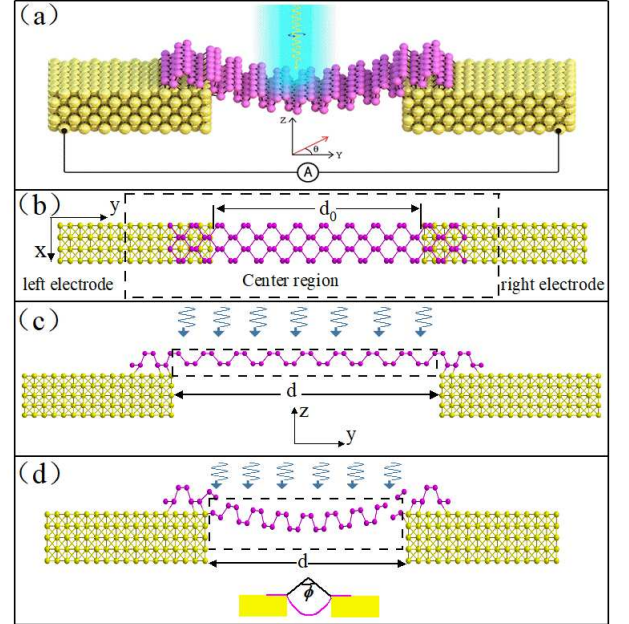 (a)
z
θ
Y
A
(b)
y
d0
x
left electrode
Center region
right electrode
(c)
d
z
y
(d)
d
ϕ